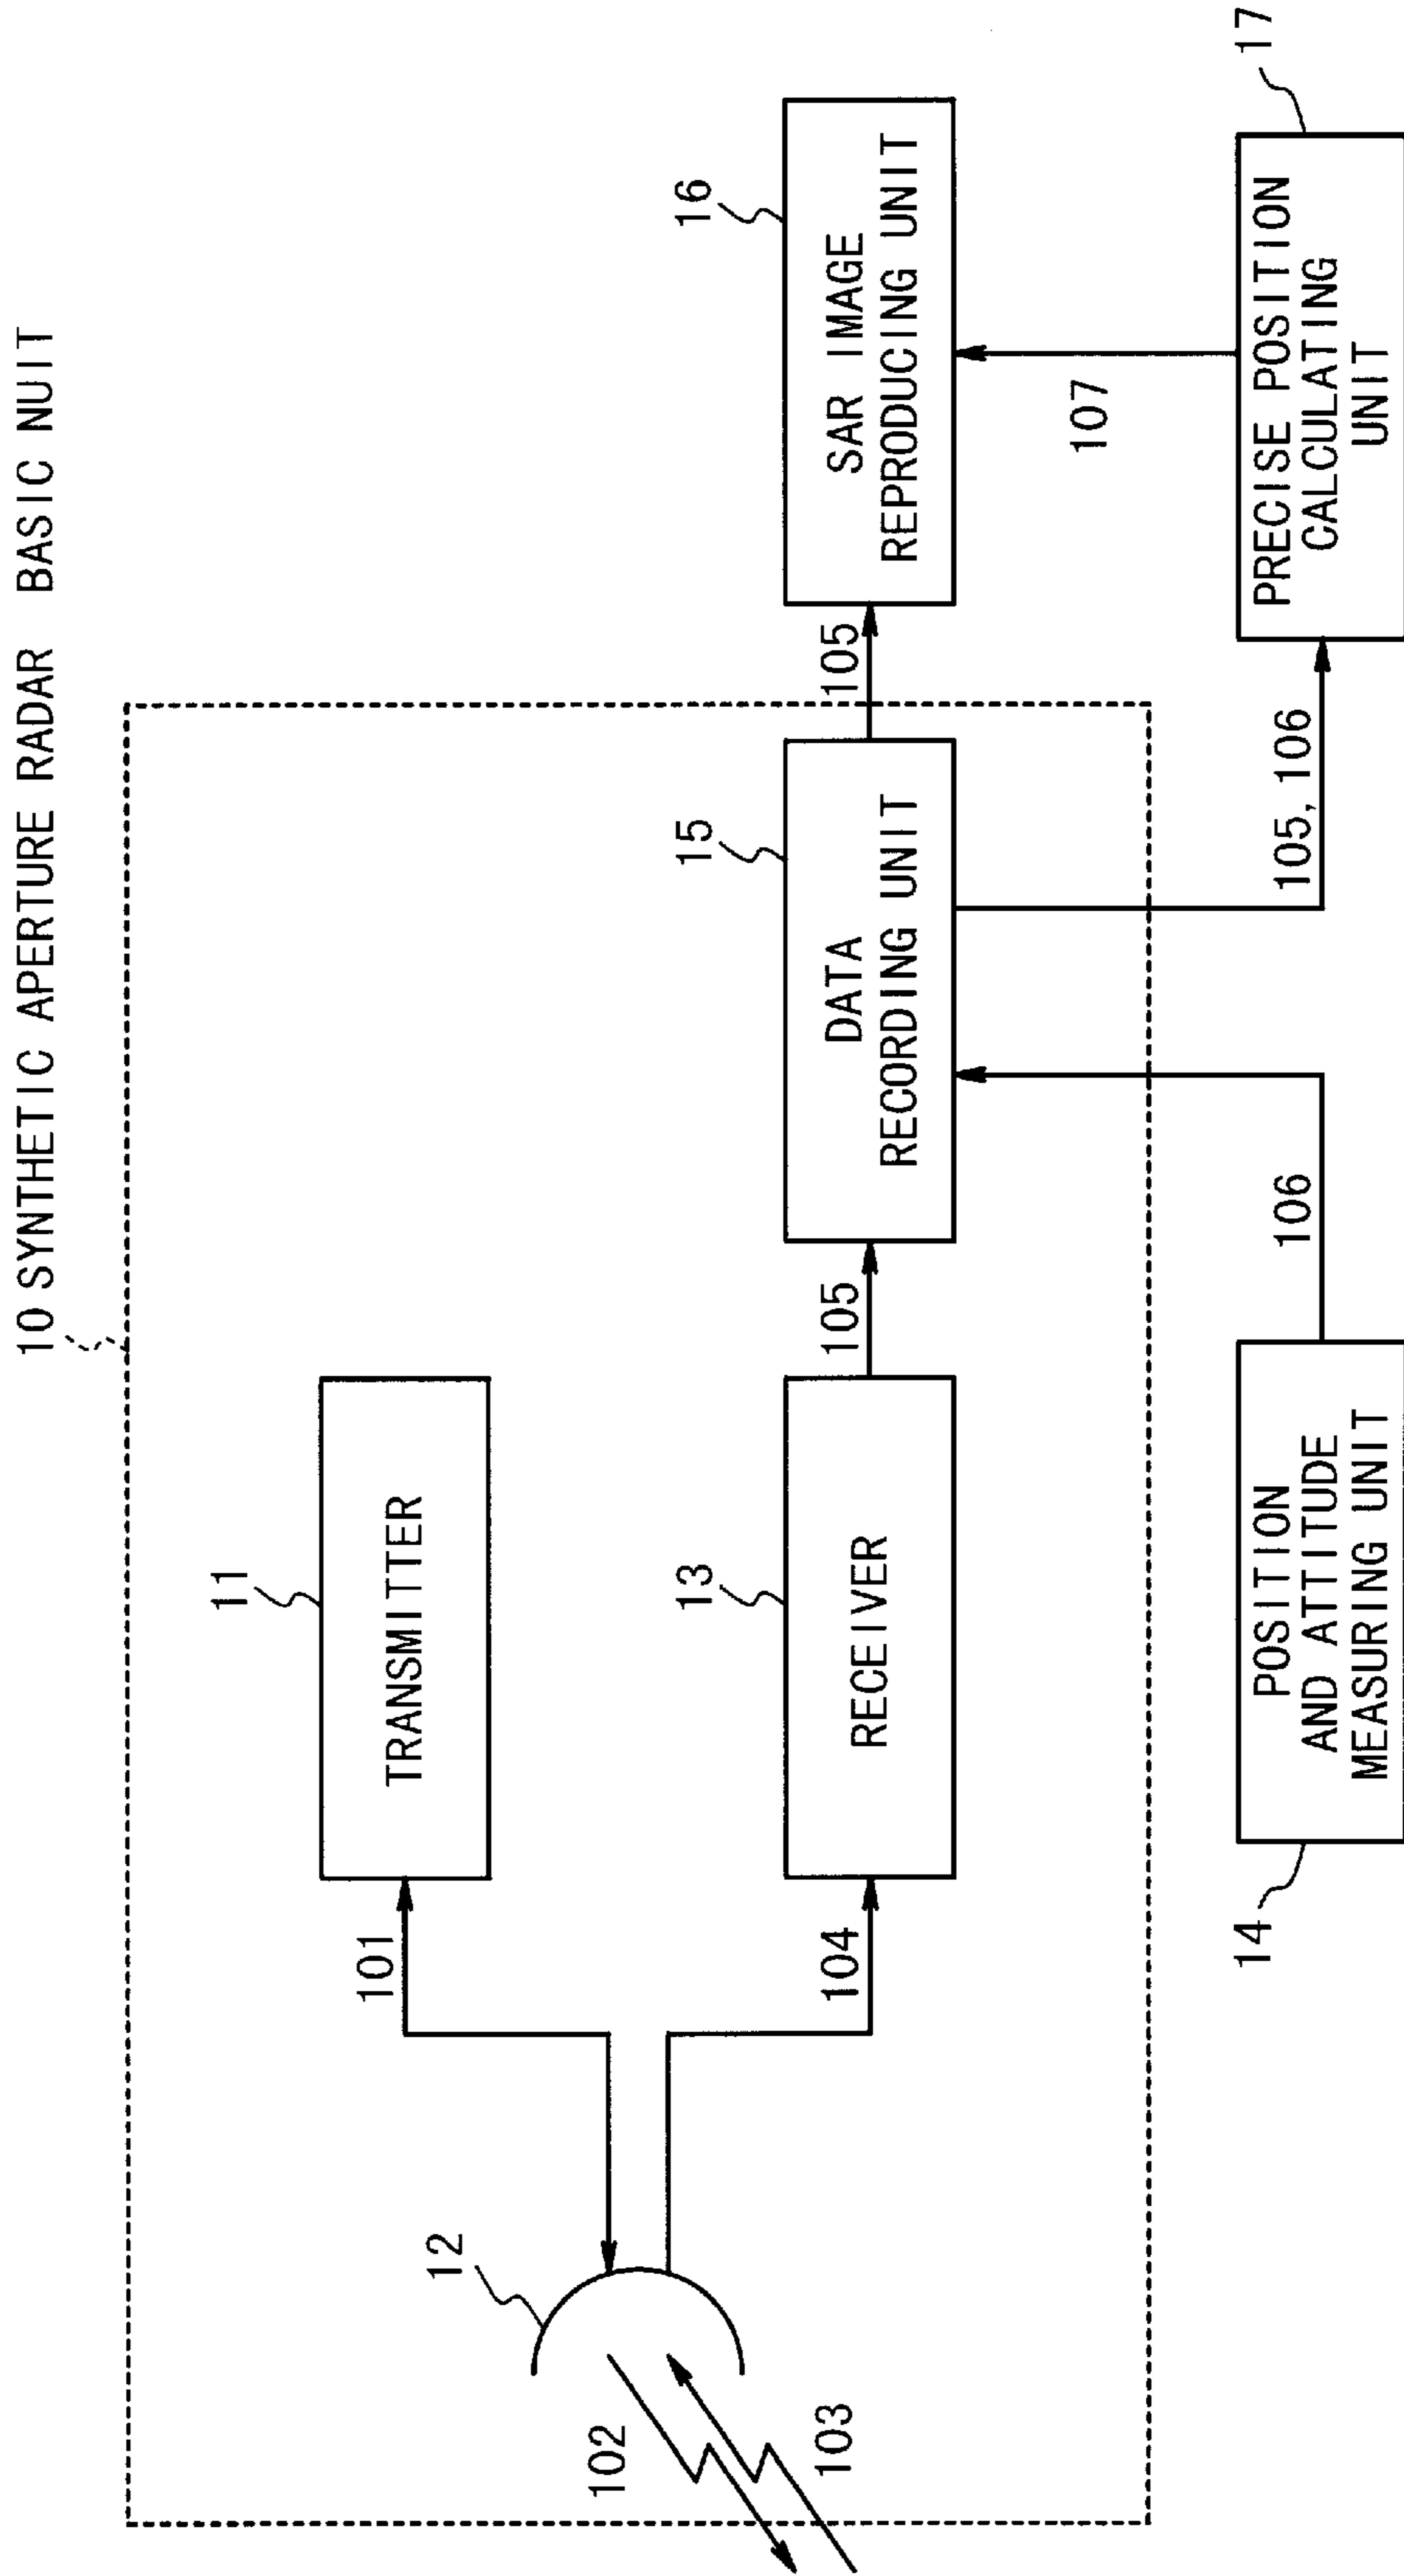 10 SYNTHETIC APERTURE RADAR BASIC NUIT
11
TRANSMITTER
101
12
102
103
104
13
RECEIVER
105
15
DATA
RECORDING UNIT
105
16
SAR IMAGE
REPRODUCING UNIT
107
14
POSITION
AND ATTITUDE
MEASURING UNIT
106
105, 106
17
PRECISE POSITION
CALCULATING
UNIT